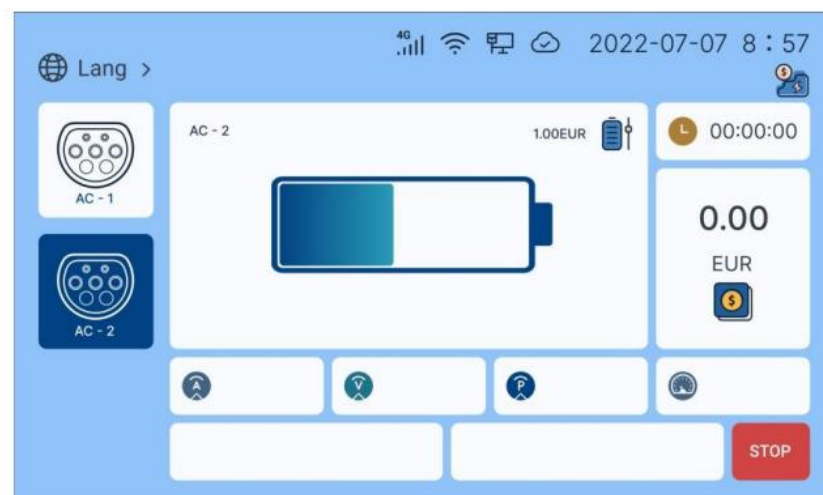 4G
2022-07-07 8 : 57
Lang >
$
AC - 1
AC - 2
AC - 2
1.00EUR
L
00:00:00
0.00
EUR
$
A
V
P
STOP